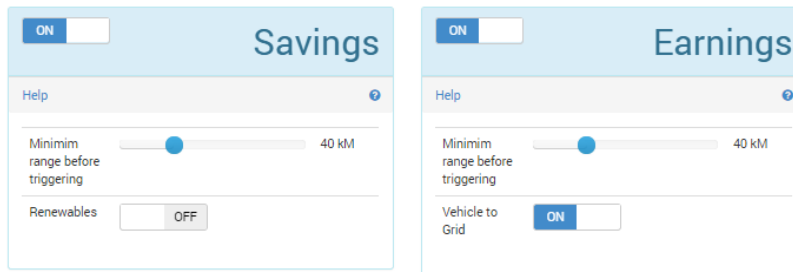 ON
Savings
Help
Minimim
range before
triggering
40 kM
Renewables
OFF
ON
Earnings
Help
Minimim
range before
triggering
40 kM
Vehicle to
Grid
ON